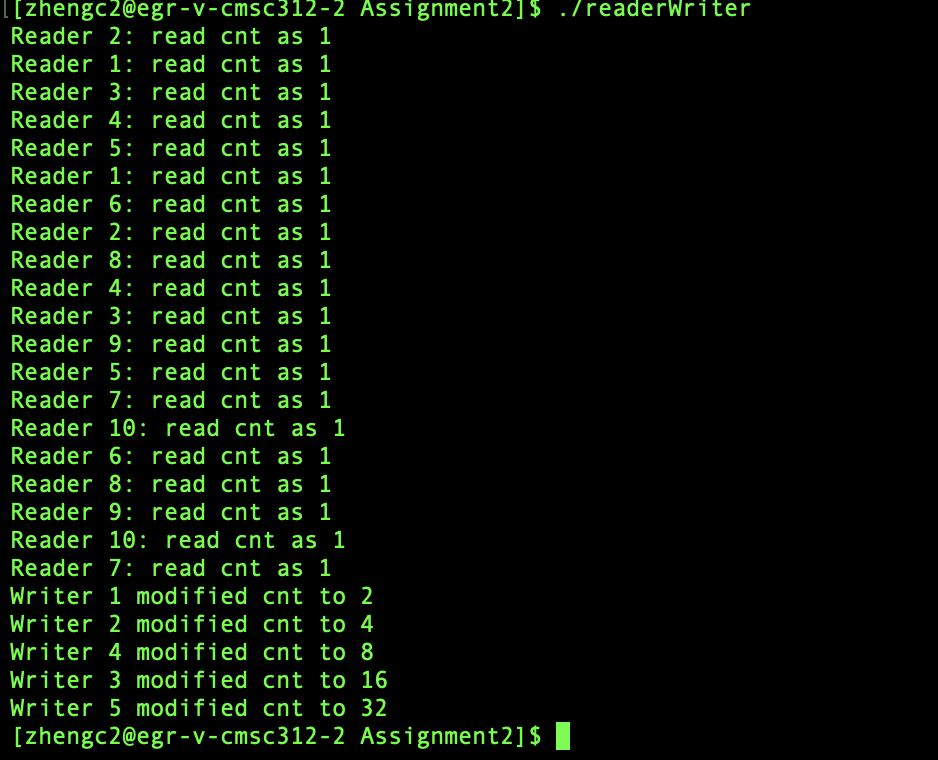 [[zhengc2@egr-v-cmsc312-2 Assignment2]$ ./readerWriter
Reader 2: read cnt as 1
Reader 1: read cnt as 1
Reader 3: read cnt as 1
Reader 4: read cnt as 1
Reader 5: read cnt as 1
Reader 1: read cnt as 1
Reader 6: read cnt as 1
Reader 2: read cnt as 1
Reader 8: read cnt as 1
Reader 4: read cnt as 1
Reader 3: read cnt as 1
Reader 9: read cnt as 1
Reader 5: read cnt as 1
Reader 7: read cnt as 1
Reader 10: read cnt as 1
Reader 6: read cnt as 1
Reader 8: read cnt as 1
Reader 9: read cnt as 1
Reader 10: read cnt as 1
Reader 7: read cnt as 1
Writer 1 modified cnt to 2
Writer 2 modified cnt to 4
Writer 4 modified cnt to 8
Writer 3 modified cnt to 16
Writer 5 modified cnt to 32
[zhengc2@egr-v-cmsc312-2 Assignment2]$